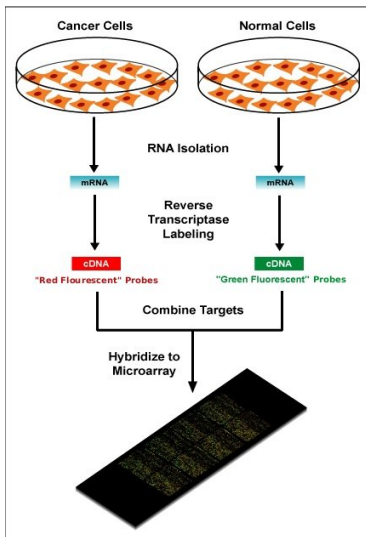 Cancer Cells
Normal Cells
RNA Isolation
mRNA
mRNA
Reverse
Transcriptase
Labeling
cDNA
cDNA
"Red Flourescent" Probes
"Green Fluorescent" Probes
Combine Targets
Hybridize to
Microarray